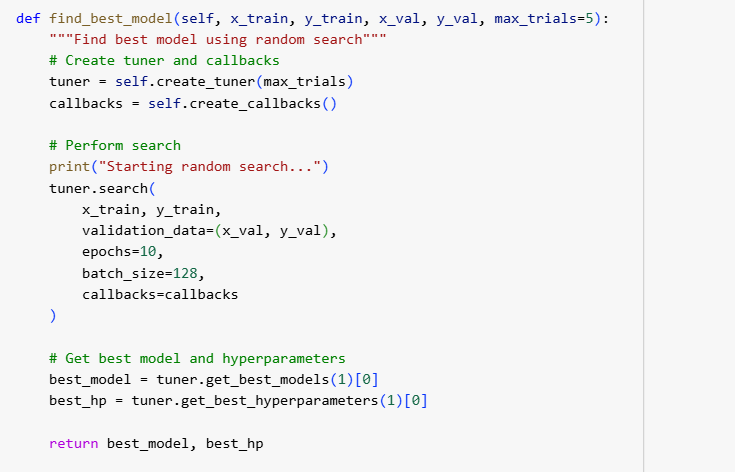 def find_best_model(self, x_train, y_train, x_val, y_val, max_trials=5):
    """Find best model using random search"""
    # Create tuner and callbacks
    tuner = self.create_tuner(max_trials)
    callbacks = self.create_callbacks()

    # Perform search
    print("Starting random search...")
    tuner.search(
        x_train, y_train,
        validation_data=(x_val, y_val),
        epochs=10,
        batch_size=128,
        callbacks=callbacks
    )

    # Get best model and hyperparameters
    best_model = tuner.get_best_models(1)[0]
    best_hp = tuner.get_best_hyperparameters(1)[0]

    return best_model, best_hp